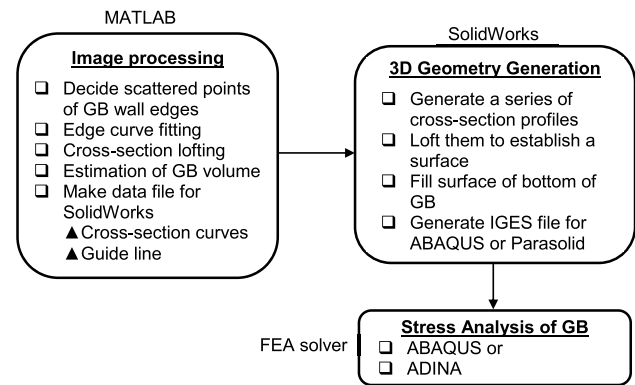 MATLAB
Image processing
❑ Decide scattered points
of GB wall edges
❑ Edge curve fitting
❑ Cross-section lofting
❑ Estimation of GB volume
❑ Make data file for
SolidWorks
▲Cross-section curves
▲Guide line
SolidWorks
3D Geometry Generation
❑ Generate a series of
cross-section profiles
❑ Loft them to establish a
surface
❑ Fill surface of bottom of
GB
❑ Generate IGES file for
ABAQUS or Parasolid
FEA solver
Stress Analysis of GB
❑ ABAQUS or
❑ ADINA